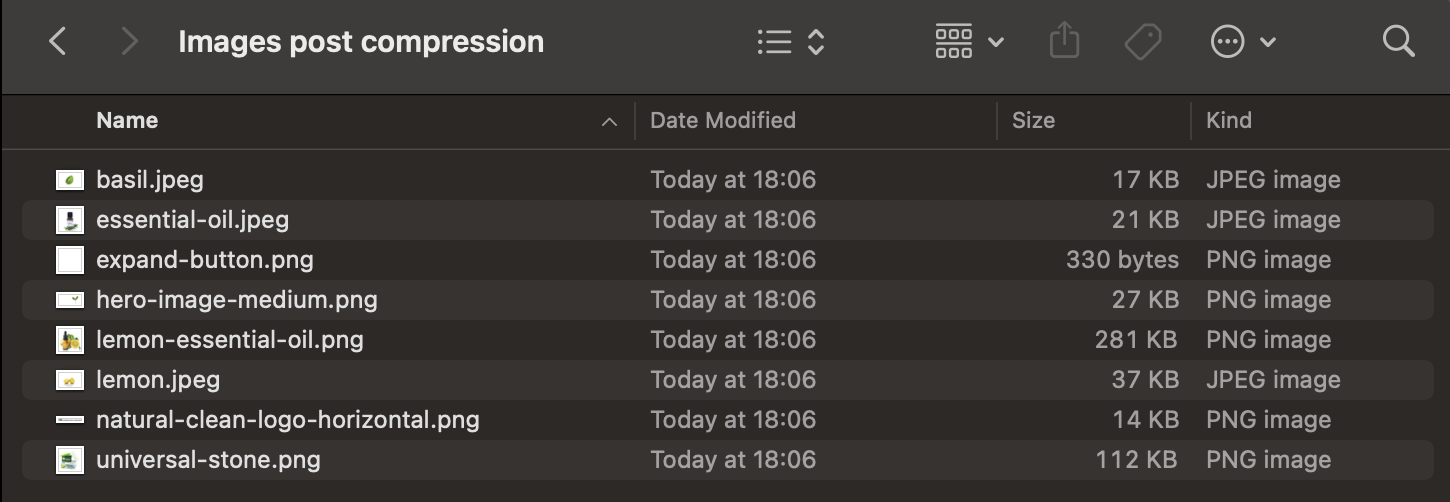 Images post compression
Name Date Modified Size Kind
basil.jpeg Today at 18:06 17 KB JPEG image
essential-oil.jpeg Today at 18:06 21 KB JPEG image
expand-button.png Today at 18:06 330 bytes PNG image
hero-image-medium.png Today at 18:06 27 KB PNG image
lemon-essential-oil.png Today at 18:06 281 KB PNG image
lemon.jpeg Today at 18:06 37 KB JPEG image
natural-clean-logo-horizontal.png Today at 18:06 14 KB PNG image
universal-stone.png Today at 18:06 112 KB PNG image